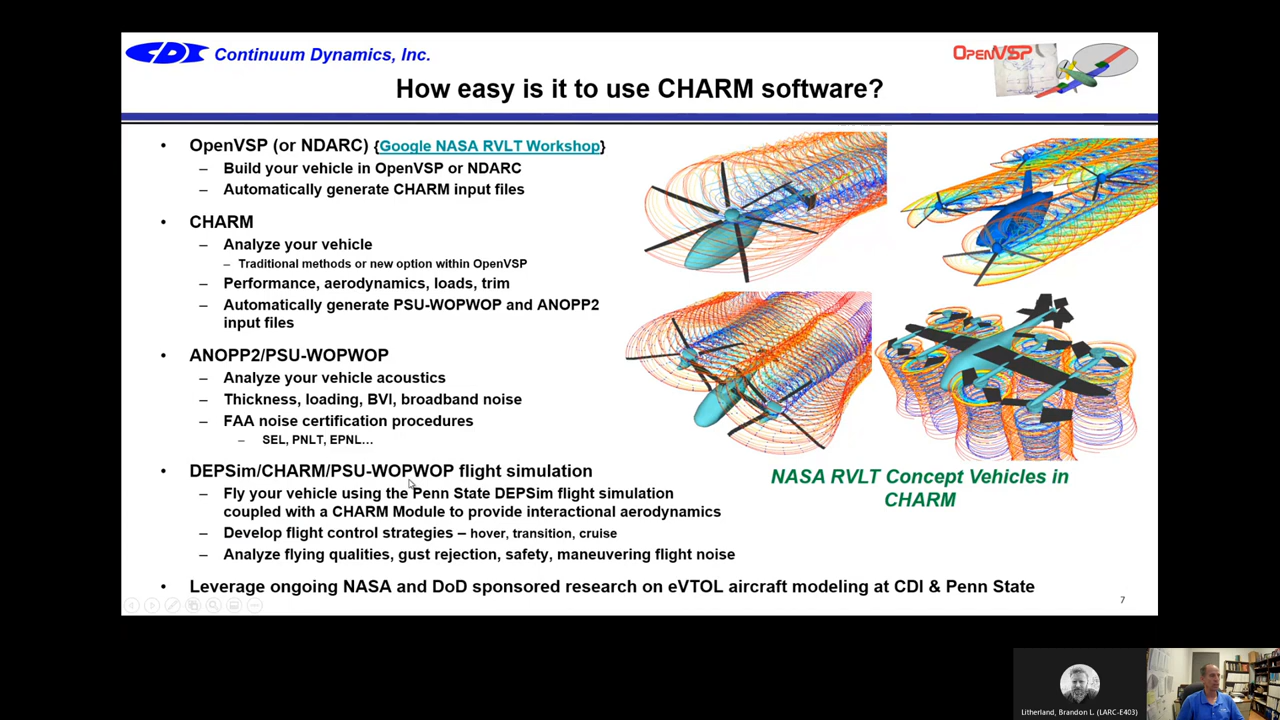 CDI Continuum Dynamics, Inc.
OpenVSP
How easy is it to use CHARM software?
• OpenVSP (or NDARC) {Google NASA RVLT Workshop}
– Build your vehicle in OpenVSP or NDARC
– Automatically generate CHARM input files
• CHARM
– Analyze your vehicle
– Traditional methods or new option within OpenVSP
– Performance, aerodynamics, loads, trim
– Automatically generate PSU-WOPWOP and ANOPP2
input files
• ANOPP2/PSU-WOPWOP
– Analyze your vehicle acoustics
– Thickness, loading, BVI, broadband noise
– FAA noise certification procedures
– SEL, PNLT, EPNL…
• DEPSim/CHARM/PSU-WOPWOP flight simulation
– Fly your vehicle using the Penn State DEPSim flight simulation
coupled with a CHARM Module to provide interactional aerodynamics
– Develop flight control strategies – hover, transition, cruise
– Analyze flying qualities, gust rejection, safety, maneuvering flight noise
• Leverage ongoing NASA and DoD sponsored research on eVTOL aircraft modeling at CDI & Penn State
NASA RVLT Concept Vehicles in
CHARM
7
Litherland, Brandon L. (LARC-E403)